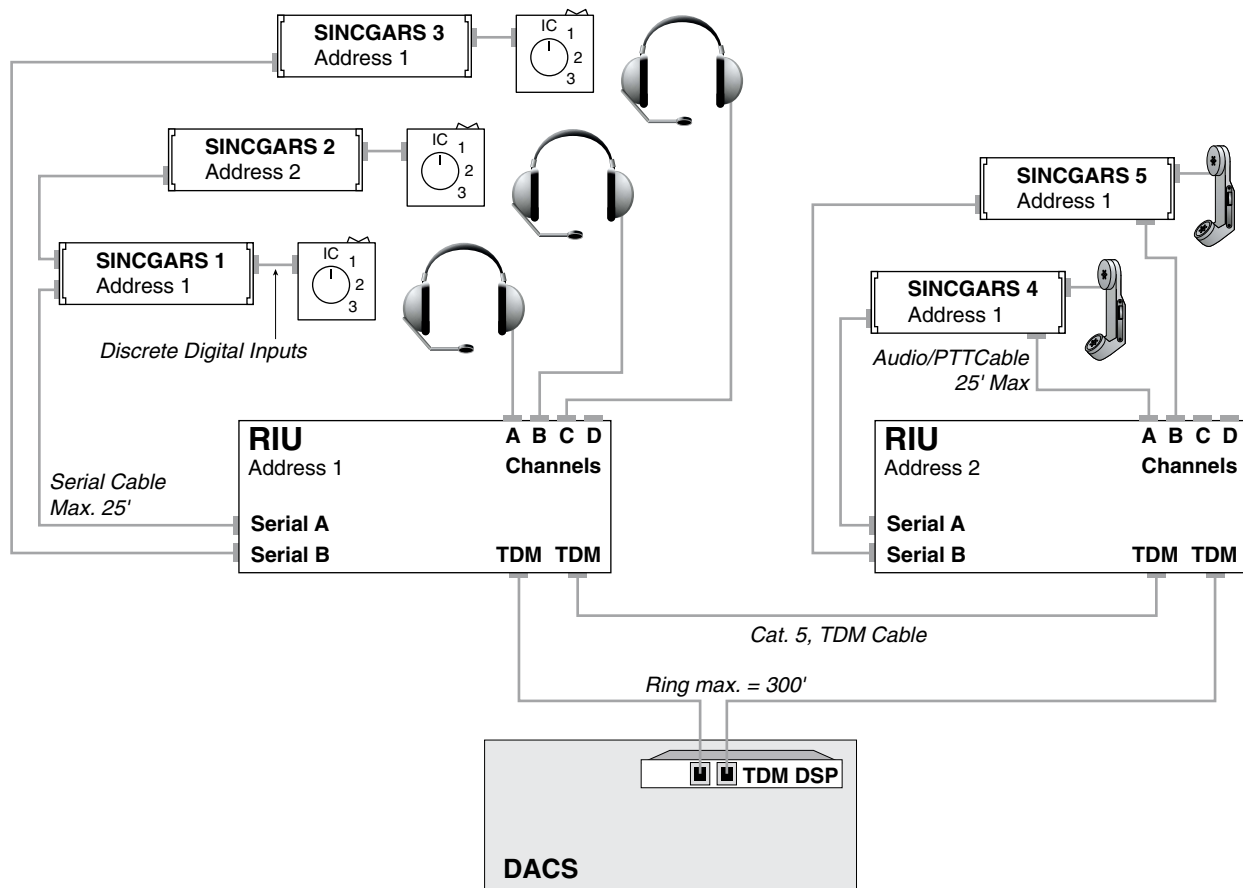 SINCGARS 3
Address 1
IC
1
2
3
SINCGARS 2
Address 2
IC
1
2
3
SINCGARS 1
Address 1
IC
1
2
3
Discrete Digital Inputs
SINCGARS 5
Address 1
SINCGARS 4
Address 1
Audio/PTTCable
25' Max
RIU
Address 1
A B C D
Channels
Serial Cable
Max. 25'
Serial A
Serial B
TDM TDM
RIU
Address 2
A B C D
Channels
Serial A
Serial B
TDM TDM
Cat. 5, TDM Cable
Ring max. = 300'
TDM DSP
DACS